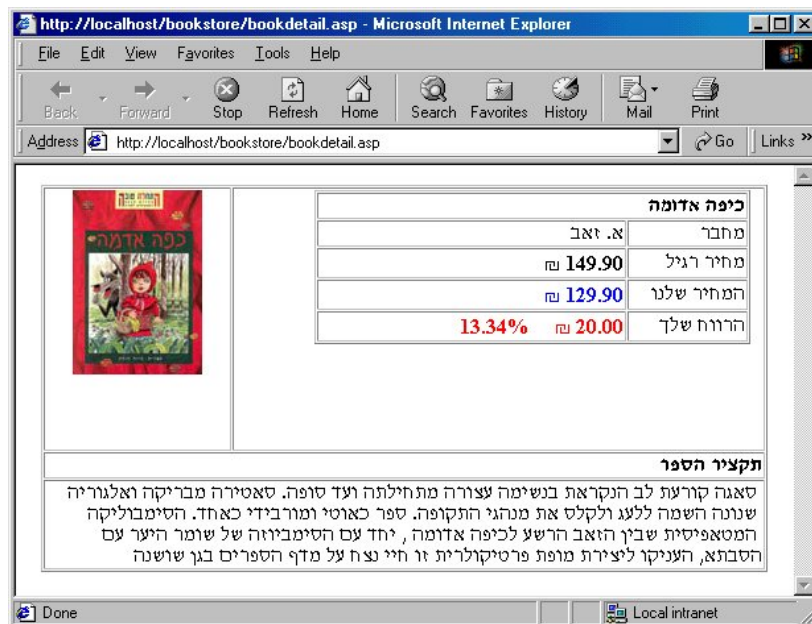 http://localhost/bookstore/bookdetail.asp - Microsoft Internet Explorer
File Edit View Favorites Tools Help
Back Forward Stop Refresh Home Search Favorites History Mail Print
Address http://localhost/bookstore/bookdetail.asp Go Links »
כפה אדמה
כיפה אדומה
מחבר א. זאב
מחיר רגיל 149.90 ₪
המחיר שלנו 129.90 ₪
הרווח שלך 20.00 ₪ 13.34%
תקציר הספר
סאגה קורעת לב הנקראת בנשימה עצורה מתחילתה ועד סופה. סאטירה מבריקה ואלגוריה
שנונה השמה ללעג ולקלס את מנהגי התקופה. ספר כאוטי ומורבידי כאחד. הסימבוליקה
המטאפיסית שבין הזאב הרשע לכיפה אדומה , יחד עם הסימביוזה של שומר היער עם
הסבתא, העניקו ליצירת מופת פרטיקולרית זו חיי נצח על מדף הספרים בגן שושנה
Done Local intranet